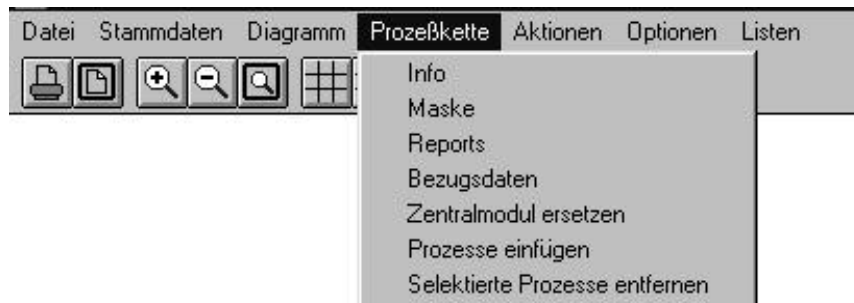 Datei Stammdaten Diagramm Prozeßkette Aktionen Optionen Listen
Info
Maske
Reports
Bezugsdaten
Zentralmodul ersetzen
Prozesse einfügen
Selektierte Prozesse entfernen